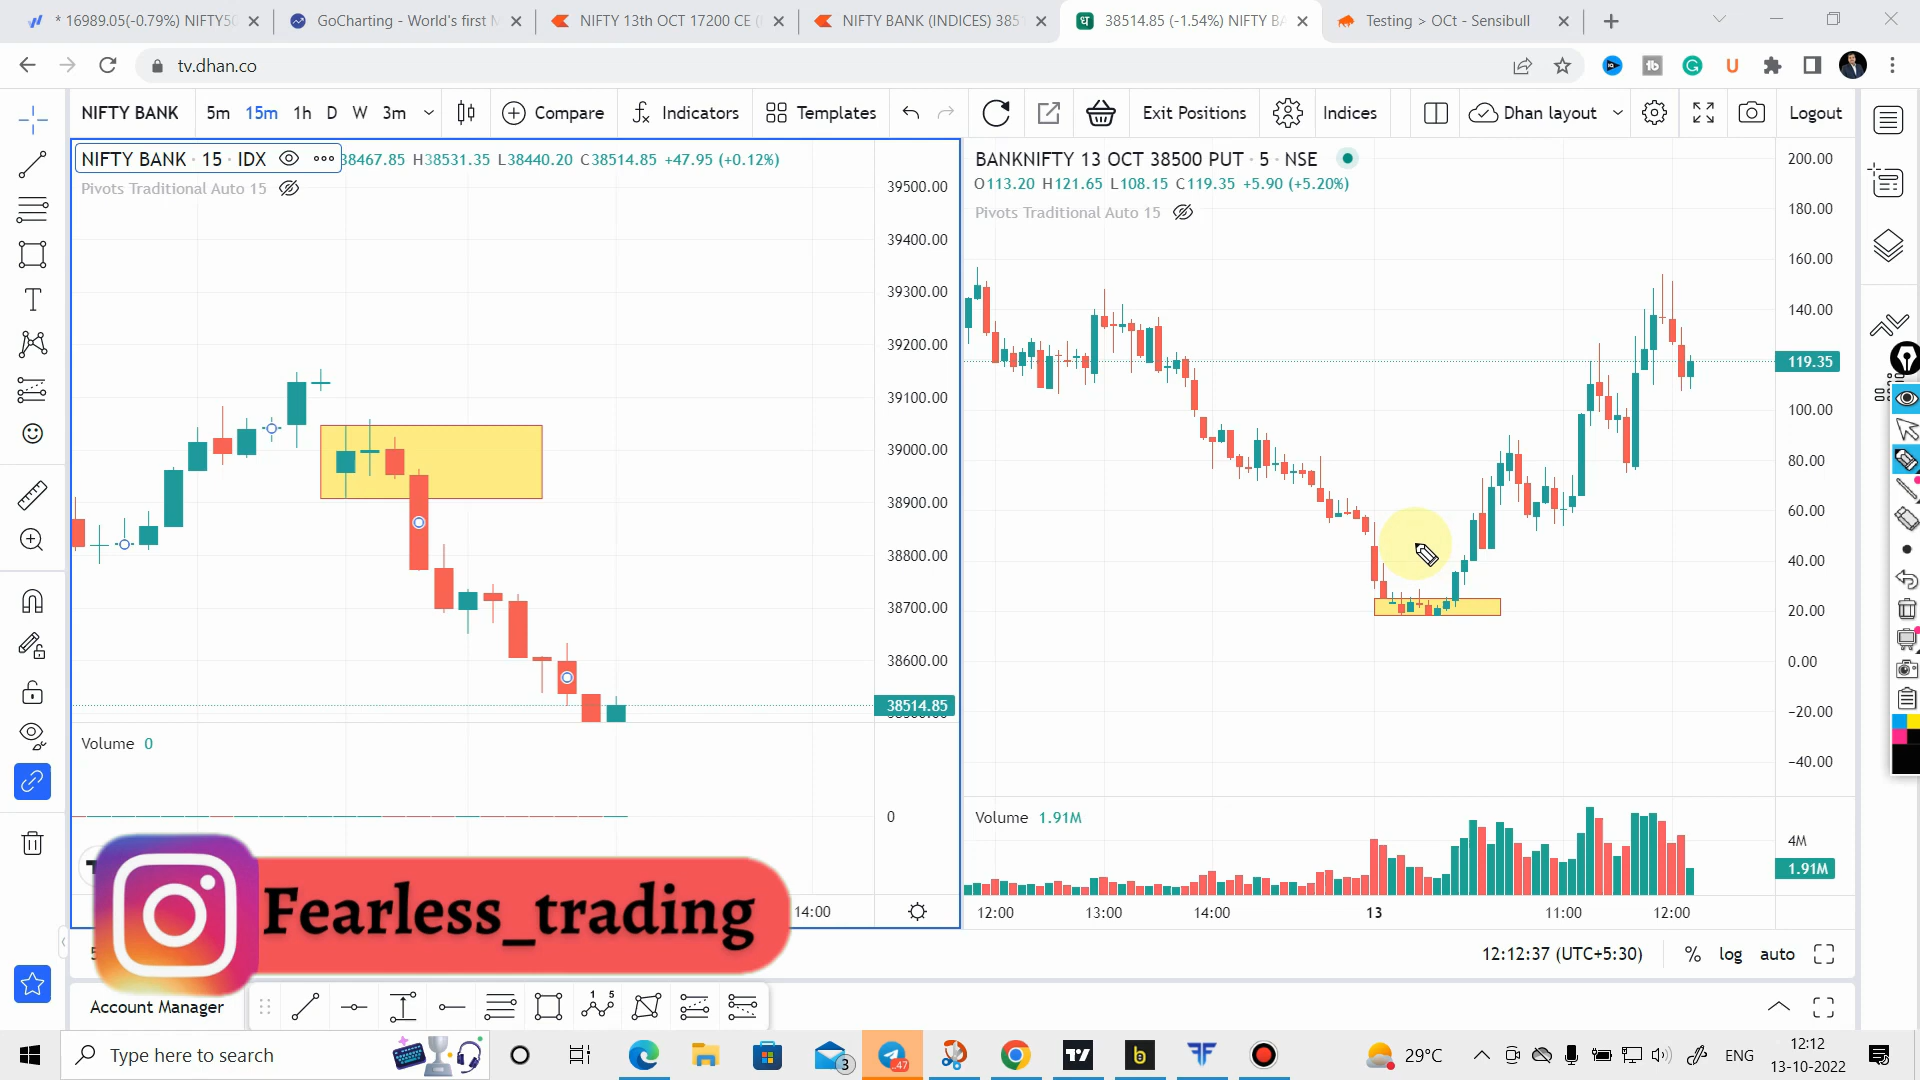 * 16989.05(-0.79%) NIFTY50
GoCharting - World's first M
NIFTY 13th OCT 17200 CE (
NIFTY BANK (INDICES) 385
38514.85 (-1.54%) NIFTY BA
Testing > OCt - Sensibull
tv.dhan.co
NIFTY BANK 5m 15m 1h D W 3m Compare Indicators Templates Exit Positions Indices Dhan layout Logout
NIFTY BANK · 15 · IDX 38467.85 H38531.35 L38440.20 C38514.85 +47.95 (+0.12%)
Pivots Traditional Auto 15
39500.00
39400.00
39300.00
39200.00
39100.00
39000.00
38900.00
38800.00
38700.00
38600.00
38514.85
Volume 0
0
14:00
BANKNIFTY 13 OCT 38500 PUT · 5 · NSE
O113.20 H121.65 L108.15 C119.35 +5.90 (+5.20%)
Pivots Traditional Auto 15
200.00
180.00
160.00
140.00
119.35
100.00
80.00
60.00
40.00
20.00
0.00
−20.00
−40.00
Volume 1.91M
4M
1.91M
12:00 13:00 14:00 13 11:00 12:00
Fearless_trading
12:12:37 (UTC+5:30) % log auto
Account Manager
Type here to search
3
47
29°C
ENG
12:12
13-10-2022